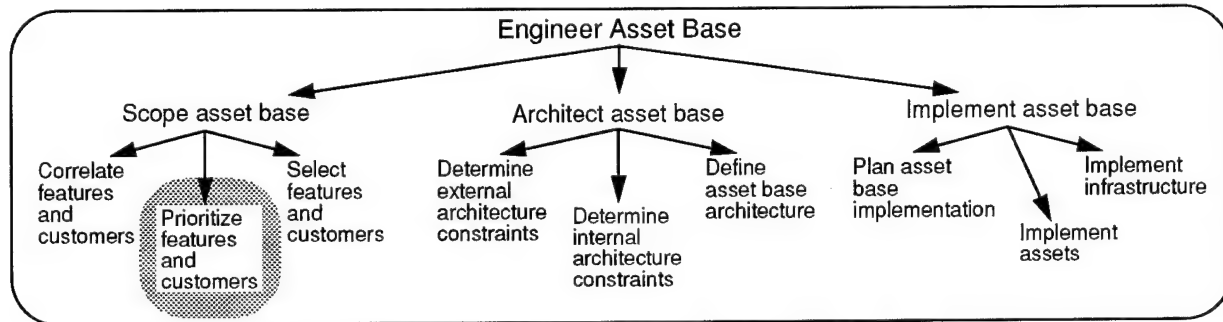 Engineer Asset Base
Scope asset base
Architect asset base
Implement asset base
Correlate
features
and
customers
Prioritize
features
and
customers
Select
features
and
customers
Determine
external
architecture
constraints
Determine
internal
architecture
constraints
Define
asset base
architecture
Plan asset
base
implementation
Implement
assets
Implement
infrastructure